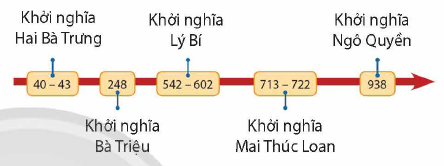 Khởi nghĩa
Hai Bà Trưng
Khởi nghĩa
Lý Bí
Khởi nghĩa
Ngô Quyền
40 – 43
248
542 – 602
713 – 722
938
Khởi nghĩa
Bà Triệu
Khởi nghĩa
Mai Thúc Loan